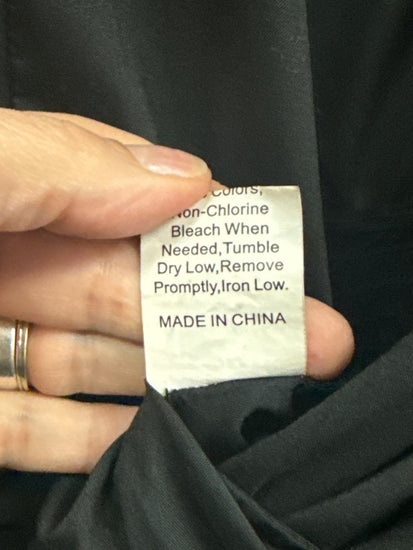 Colors,
Non-Chlorine
Bleach When
Needed,Tumble
Dry Low,Remove
Promptly,Iron Low.
MADE IN CHINA